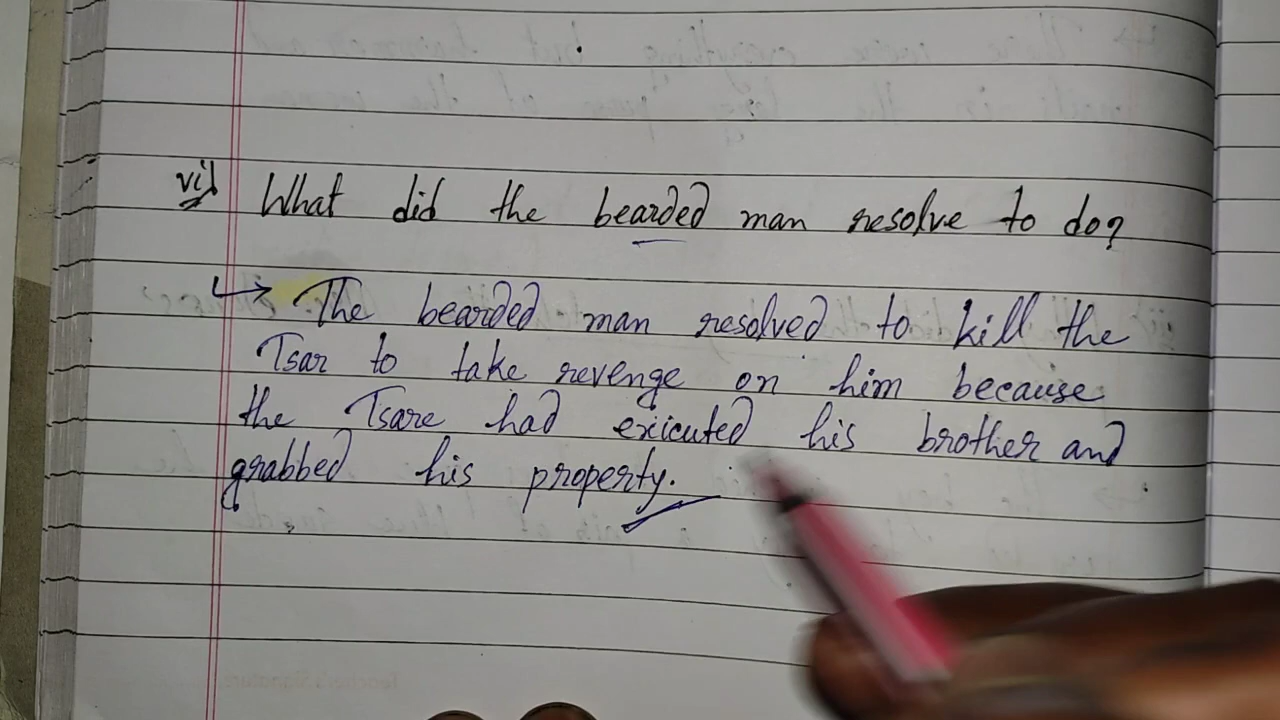 vi) What did the bearded man resolve to do?
↳ The bearded man resolved to kill the
Tsar to take revenge on him because
the Tsare had exicuted his brother and
grabbed his property.